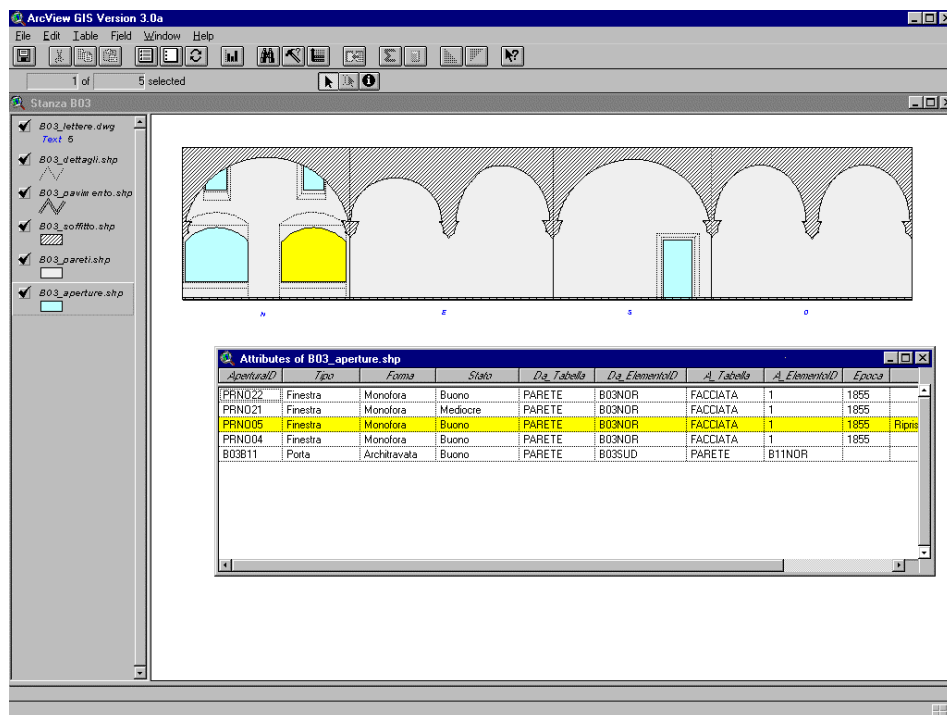 ArcView GIS Version 3.0a
File Edit Table Field Window Help
1 of 5 selected
Stanza B03
B03_lettere.dwg
Text 6
B03_dettagli.shp
B03_pavimento.shp
B03_soffitto.shp
B03_pareti.shp
B03_aperture.shp
N E S O
Attributes of B03_aperture.shp
AperturaID Tipo Forma Stato Da_Tabella Da_ElementoID A_Tabella A_ElementoID Epoca
PRN022 Finestra Monofora Buono PARETE B03NOR FACCIATA 1 1855
PRN021 Finestra Monofora Mediocre PARETE B03NOR FACCIATA 1 1855
PRN005 Finestra Monofora Buono PARETE B03NOR FACCIATA 1 1855 Ripris
PRN004 Finestra Monofora Buono PARETE B03NOR FACCIATA 1 1855
B03B11 Porta Architravata Buono PARETE B03SUD PARETE B11NOR